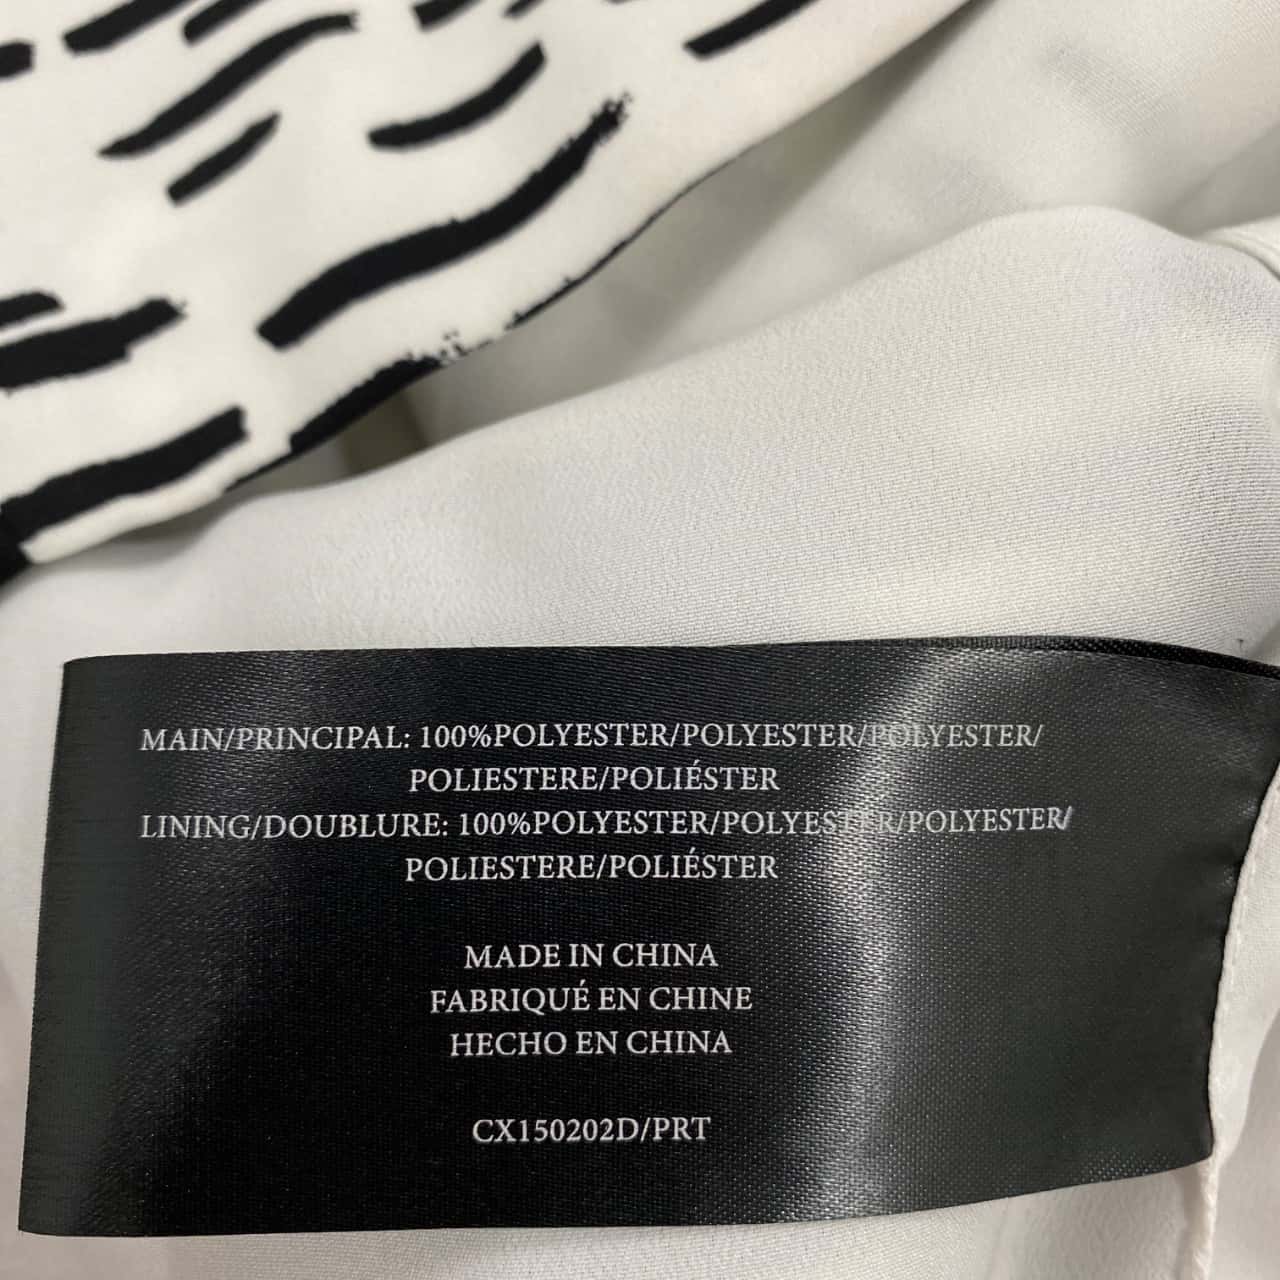 MAIN/PRINCIPAL: 100%POLYESTER/POLYESTER/POLYESTER/
POLIESTERE/POLIÉSTER
LINING/DOUBLURE: 100%POLYESTER/POLYESTER/POLYESTER/
POLIESTERE/POLIÉSTER
MADE IN CHINA
FABRIQUÉ EN CHINE
HECHO EN CHINA
CX150202D/PRT